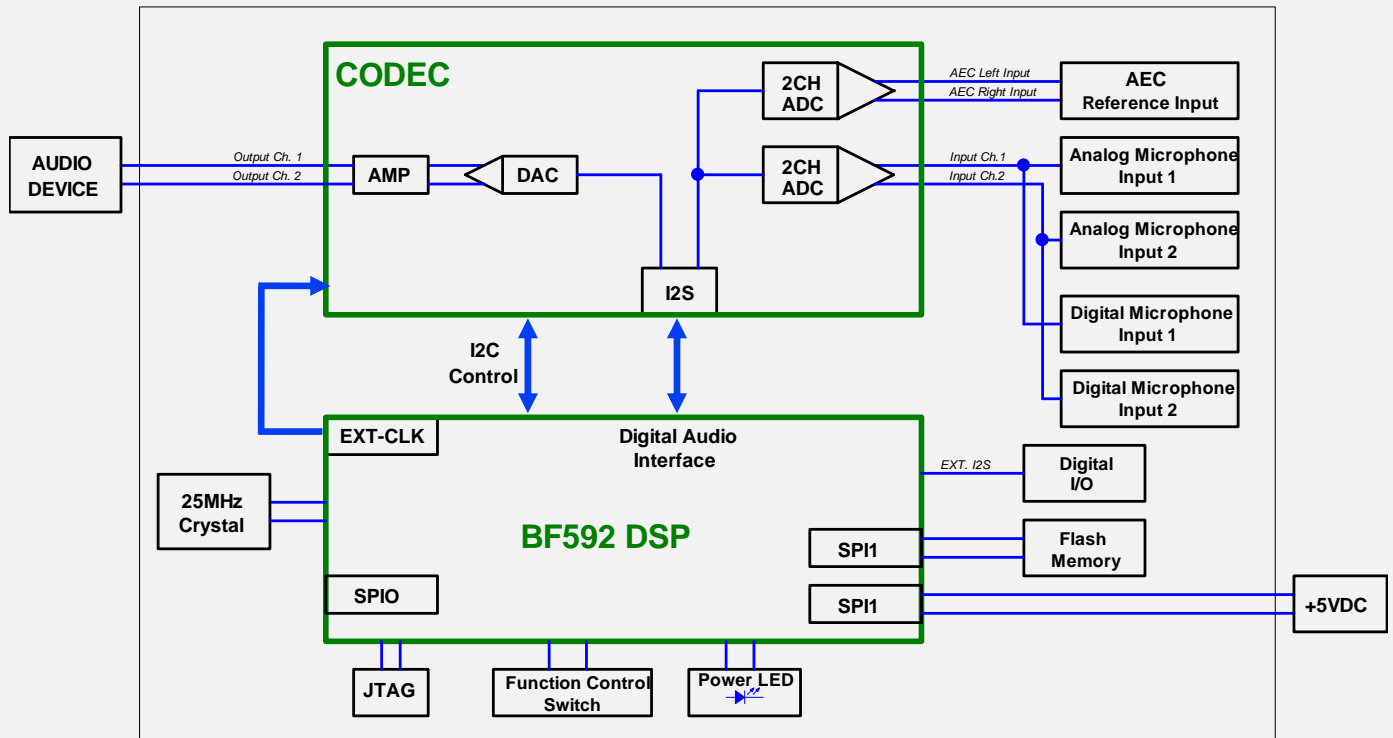 CODEC
2CH
ADC
AEC Left Input
AEC Right Input
AEC
Reference Input
AUDIO
DEVICE
Output Ch. 1
Output Ch. 2
AMP
DAC
2CH
ADC
Input Ch.1
Input Ch.2
Analog Microphone
Input 1
Analog Microphone
Input 2
I2S
Digital Microphone
Input 1
I2C
Control
Digital Microphone
Input 2
EXT-CLK
Digital Audio
Interface
EXT. I2S
Digital
I/O
25MHz
Crystal
BF592 DSP
SPI1
Flash
Memory
SPIO
SPI1
+5VDC
JTAG
Function Control
Switch
Power LED